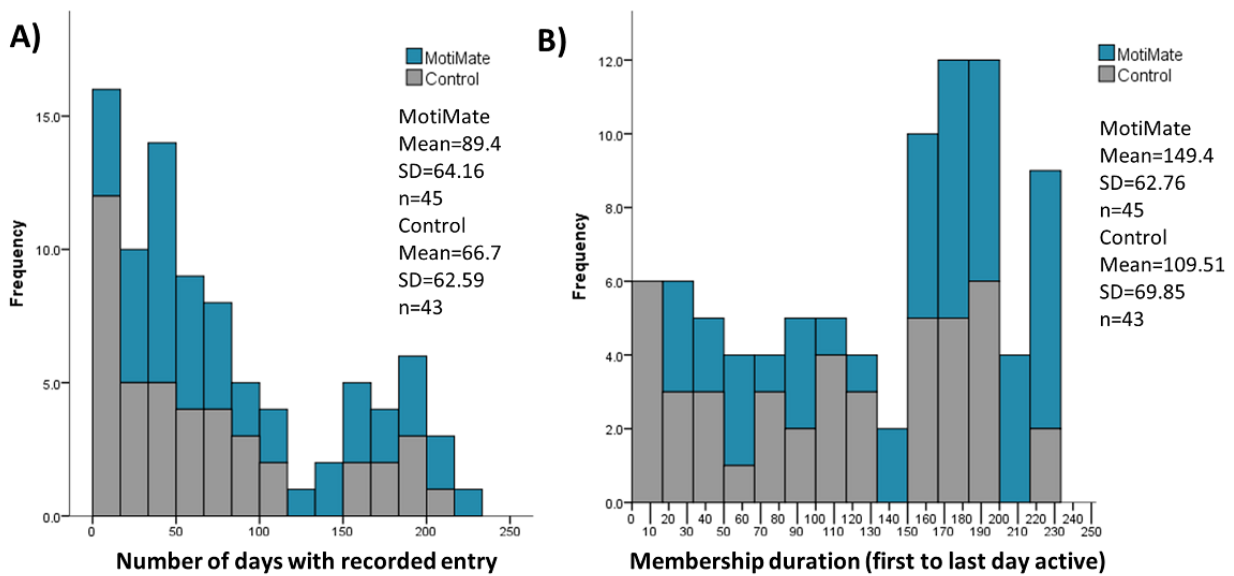 A)
MotiMate
Control
MotiMate
Mean=89.4
SD=64.16
n=45
Control
Mean=66.7
SD=62.59
n=43
Frequency
15.0
10.0
5.0
0.0
0 50 100 150 200 250
Number of days with recorded entry
B)
MotiMate
Control
MotiMate
Mean=149.4
SD=62.76
n=45
Control
Mean=109.51
SD=69.85
n=43
Frequency
12.0
10.0
8.0
6.0
4.0
2.0
0.0
0 20 40 60 80 100 120 140 160 180 200 220 240
10 30 50 70 90 110 130 150 170 190 210 230 250
Membership duration (first to last day active)